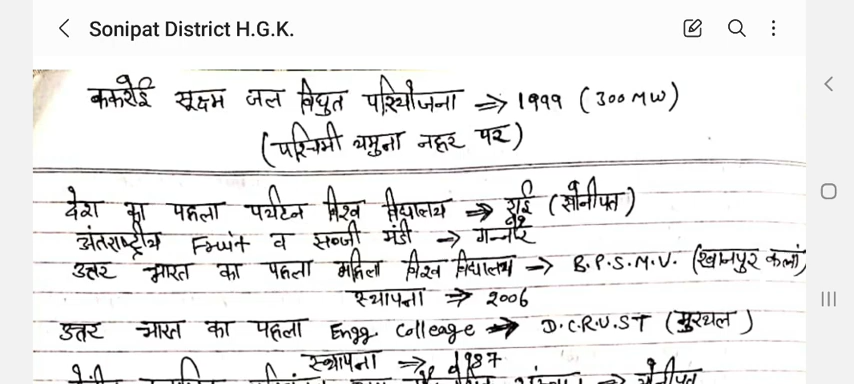 Sonipat District H.G.K.
ककरोई सूक्ष्म जल विधुत परियोजना ⇒ 1999 (300 MW)
(पश्चिमी यमुना नहर पर)
देश का पहला पर्यटन विश्व विद्यालय ⇒ राई (सोनीपत)
अंतराष्ट्रीय Fruit व सब्जी मंडी → गन्नौर
उत्तर भारत का पहला महिला विश्व विद्यालय → B.P.S.M.V. (खानपुर कलां)
स्थापना ⇒ 2006
उत्तर भारत का पहला Engg. Colleage → D.C.R.U.ST (मुरथल)
स्थापना ⇒ 1987